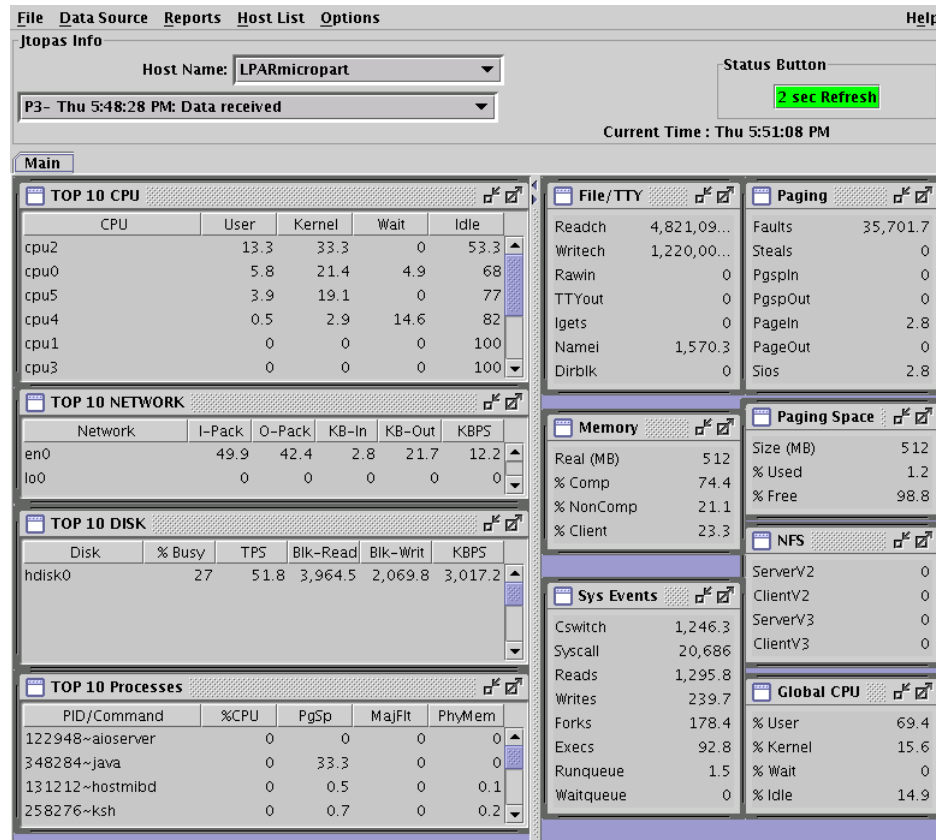 File Data Source Reports Host List Options Help
Jtopas Info
Host Name: LPARmicropart
Status Button
P3- Thu 5:48:28 PM: Data received
2 sec Refresh
Current Time : Thu 5:51:08 PM
Main
TOP 10 CPU
CPU User Kernel Wait Idle
cpu2 13.3 33.3 0 53.3
cpu0 5.8 21.4 4.9 68
cpu5 3.9 19.1 0 77
cpu4 0.5 2.9 14.6 82
cpu1 0 0 0 100
cpu3 0 0 0 100
TOP 10 NETWORK
Network I-Pack O-Pack KB-In KB-Out KBPS
en0 49.9 42.4 2.8 21.7 12.2
lo0 0 0 0 0 0
TOP 10 DISK
Disk % Busy TPS Blk-Read Blk-Writ KBPS
hdisk0 27 51.8 3,964.5 2,069.8 3,017.2
TOP 10 Processes
PID/Command %CPU PgSp MajFlt PhyMem
122948~aioserver 0 0 0 0
348284~java 0 33.3 0 0
131212~hostmibd 0 0.5 0 0.1
258276~ksh 0 0.7 0 0.2
File/TTY
Readch 4,821,09...
Writech 1,220,00...
Rawin 0
TTYout 0
Igets 0
Namei 1,570.3
Dirblk 0
Memory
Real (MB) 512
% Comp 74.4
% NonComp 21.1
% Client 23.3
Sys Events
Cswitch 1,246.3
Syscall 20,686
Reads 1,295.8
Writes 239.7
Forks 178.4
Execs 92.8
Runqueue 1.5
Waitqueue 0
Paging
Faults 35,701.7
Steals 0
PgspIn 0
PgspOut 0
PageIn 2.8
PageOut 0
Sios 2.8
Paging Space
Size (MB) 512
% Used 1.2
% Free 98.8
NFS
ServerV2 0
ClientV2 0
ServerV3 0
ClientV3 0
Global CPU
% User 69.4
% Kernel 15.6
% Wait 0
% Idle 14.9